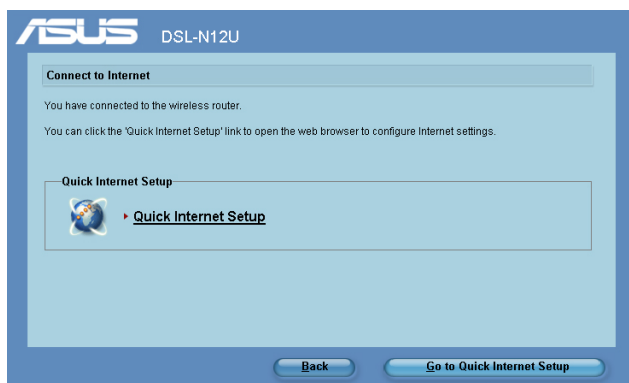 ASUS DSL-N12U
Connect to Internet
You have connected to the wireless router.
You can click the 'Quick Internet Setup' link to open the web browser to configure Internet settings.
Quick Internet Setup
Quick Internet Setup
Back Go to Quick Internet Setup